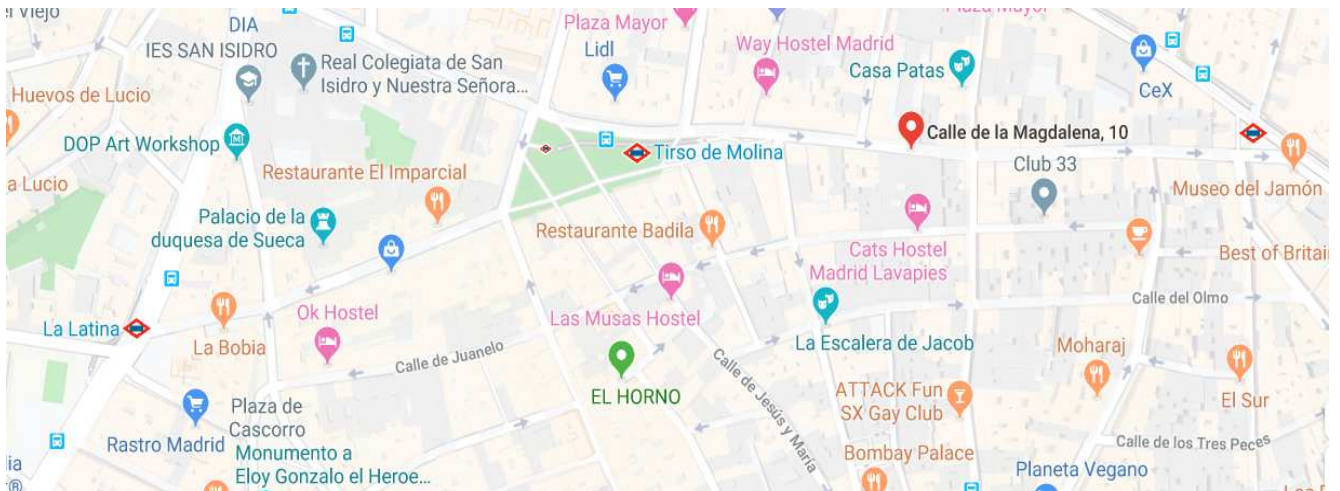 el Viejo
DIA
IES SAN ISIDRO
Real Colegiata de San
Isidro y Nuestra Señora...
Plaza Mayor
Lidl
Way Hostel Madrid
Plaza Mayor
Casa Patas
CeX
Huevos de Lucio
DOP Art Workshop
Tirso de Molina
Calle de la Magdalena, 10
Club 33
Museo del Jamón
a Lucio
Restaurante El Imparcial
Palacio de la
duquesa de Sueca
Restaurante Badila
Cats Hostel
Madrid Lavapies
Best of Britai
Calle del Olmo
La Latina
La Bobia
Ok Hostel
Las Musas Hostel
La Escalera de Jacob
Calle de Juanelo
EL HORNO
Calle de Jesús y María
Moharaj
El Sur
ATTACK Fun
SX Gay Club
Rastro Madrid
Plaza de
Cascorro
Monumento a
Eloy Gonzalo el Heroe...
Bombay Palace
Calle de los Tres Peces
Planeta Vegano
ia